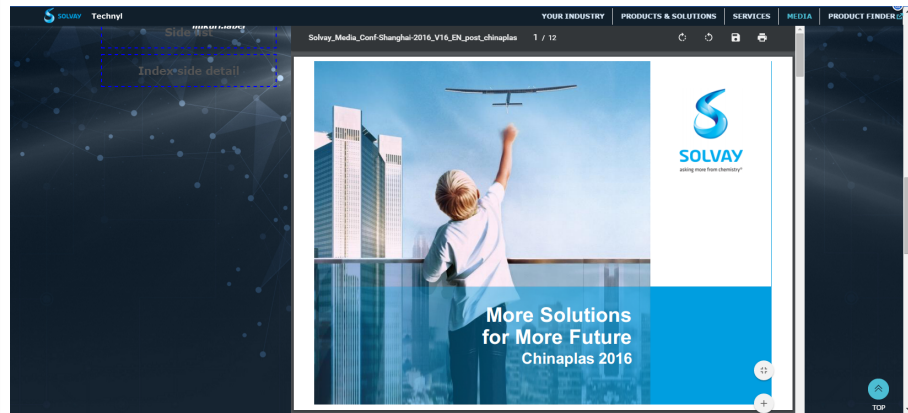 SOLVAY Technyl YOUR INDUSTRY PRODUCTS & SOLUTIONS SERVICES MEDIA PRODUCT FINDER
Side list
Index side detail
Solvay_Media_Conf-Shanghai-2016_V16_EN_post_chinaplas 1 / 12
SOLVAY
asking more from chemistry®
More Solutions
for More Future
Chinaplas 2016
TOP